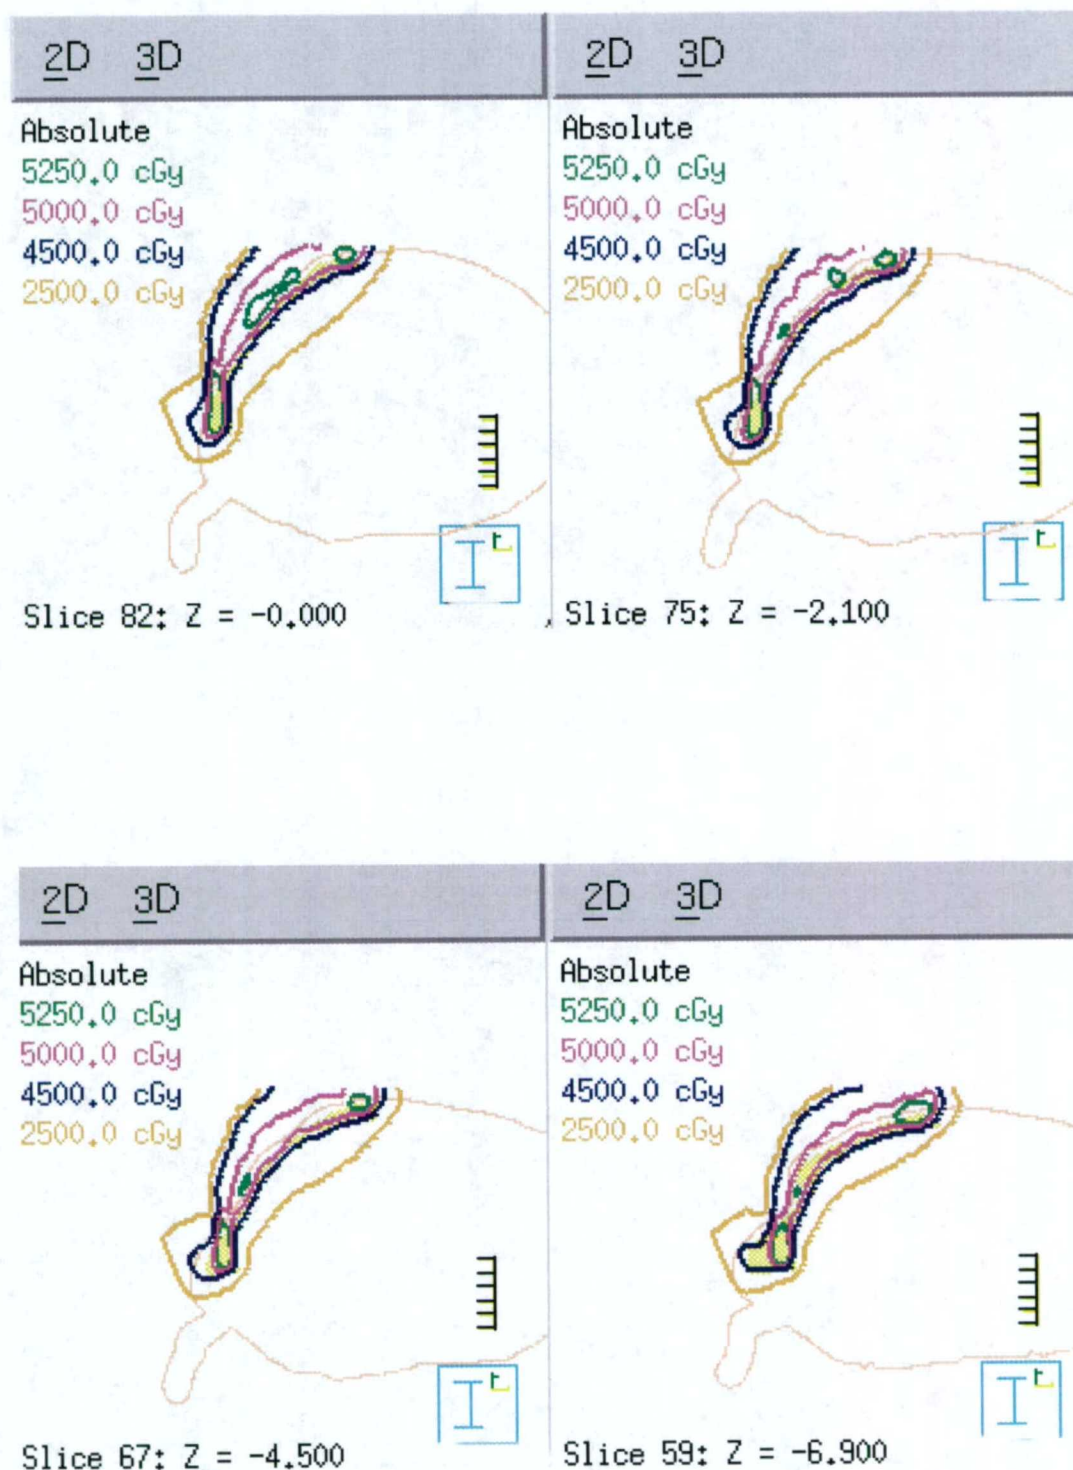 2D 3D
Absolute
5250.0 cGy
5000.0 cGy
4500.0 cGy
2500.0 cGy
Slice 82: Z = -0.000
2D 3D
Absolute
5250.0 cGy
5000.0 cGy
4500.0 cGy
2500.0 cGy
Slice 75: Z = -2.100
2D 3D
Absolute
5250.0 cGy
5000.0 cGy
4500.0 cGy
2500.0 cGy
Slice 67: Z = -4.500
2D 3D
Absolute
5250.0 cGy
5000.0 cGy
4500.0 cGy
2500.0 cGy
Slice 59: Z = -6.900